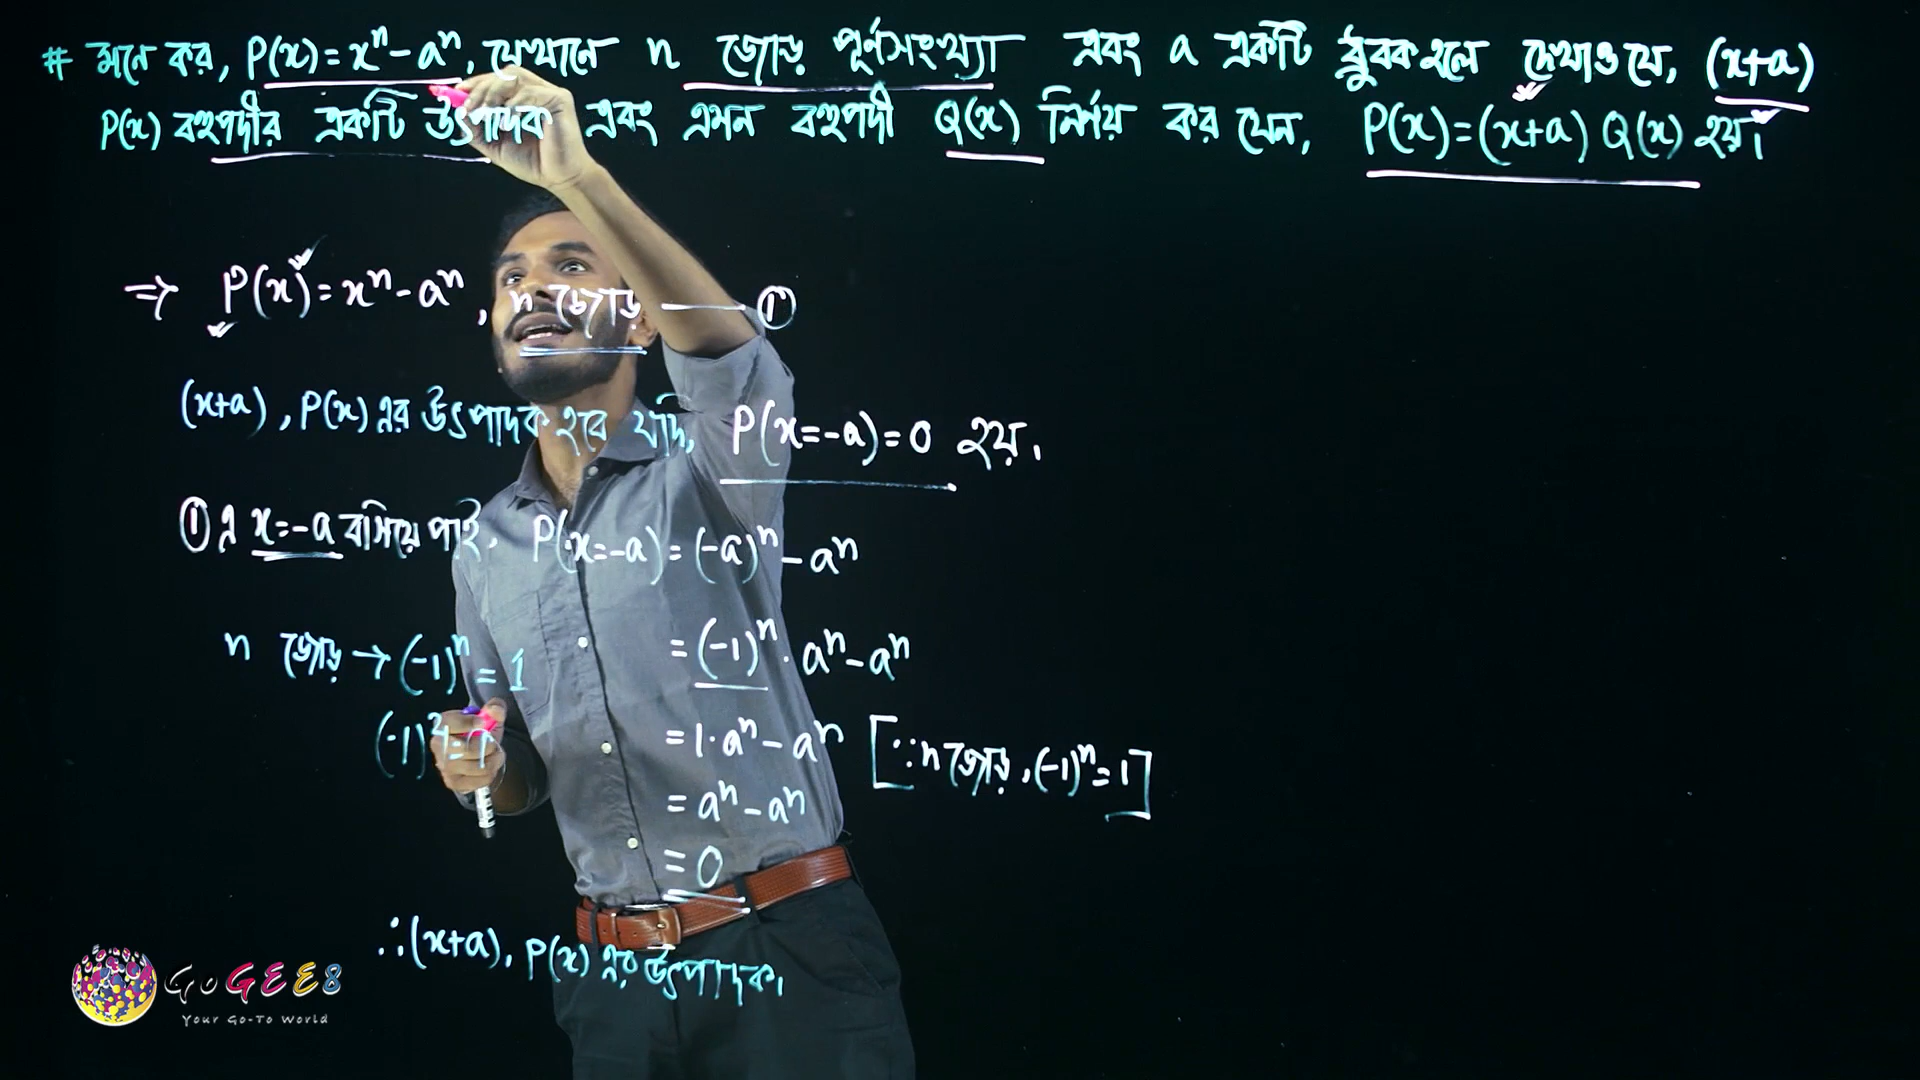 # মনে কর, P(x) = xⁿ - aⁿ, যেখানে n জোড় পূর্ণসংখ্যা এবং a একটি ধ্রুবক হলে দেখাও যে, (x+a)
P(x) বহুপদীর একটি উৎপাদক এবং এমন বহুপদী Q(x) নির্ণয় কর যেন, P(x) = (x+a) Q(x) হয়।
⇒ P(x) = xⁿ - aⁿ, n জোড় —— ①
(x+a), P(x) এর উৎপাদক হবে যদি, P(x=-a) = 0 হয়।
① এ x=-a বসিয়ে পাই, P(x=-a) = (-a)ⁿ - aⁿ
n জোড় → (-1)ⁿ = 1 = (-1)ⁿ · aⁿ - aⁿ
= 1·aⁿ - aⁿ [∵ n জোড়, (-1)ⁿ = 1]
= aⁿ - aⁿ
= 0
∴ (x+a), P(x) এর উৎপাদক।
GoGEE8
Your Go-To World